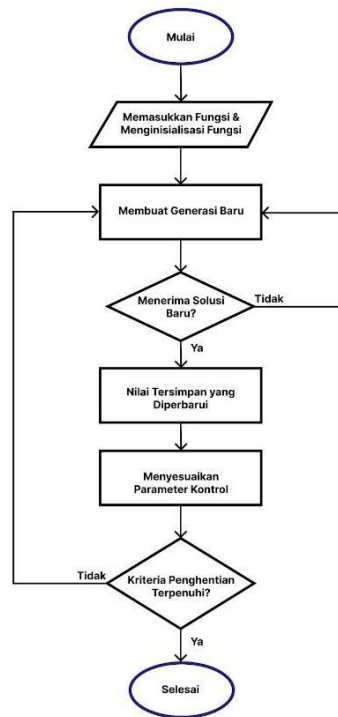 Mulai
Memasukkan Fungsi &
Menginisialisasi Fungsi
Membuat Generasi Baru
Menerima Solusi
Baru?
Tidak
Ya
Nilai Tersimpan yang
Diperbarui
Menyesuaikan
Parameter Kontrol
Tidak
Kriteria Penghentian
Terpenuhi?
Ya
Selesai